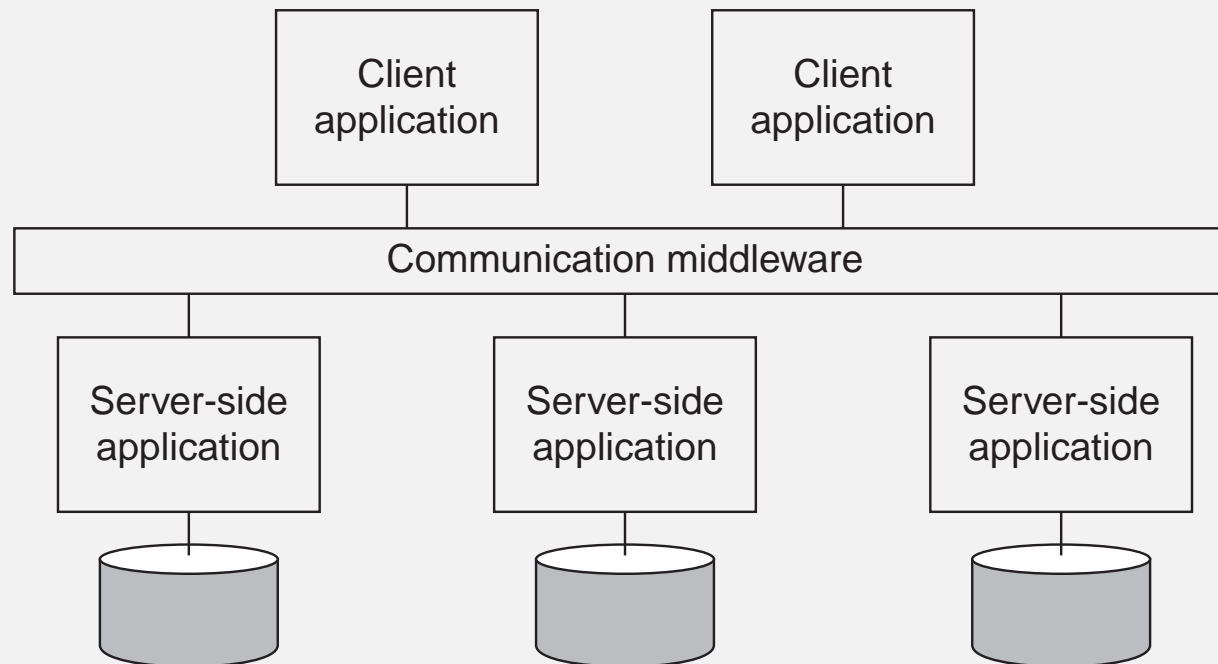 Client
application
Client
application
Communication middleware
Server-side
application
Server-side
application
Server-side
application